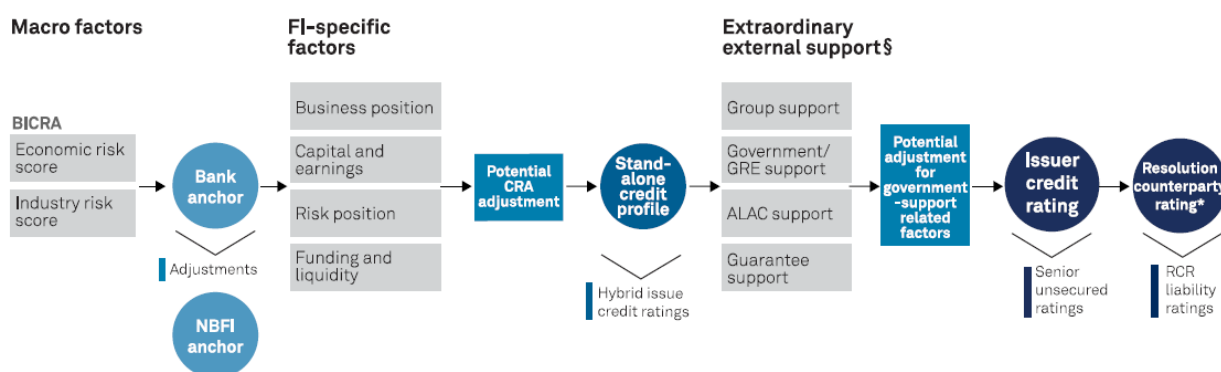 Macro factors
FI-specific
factors
Extraordinary
external support§
BICRA
Economic risk
score
Industry risk
score
Bank
anchor
Adjustments
NBFI
anchor
Business position
Capital and
earnings
Risk position
Funding and
liquidity
Potential
CRA
adjustment
Stand-
alone
credit
profile
Hybrid issue
credit ratings
Group support
Government/
GRE support
ALAC support
Guarantee
support
Potential
adjustment
for
government
-support
related
factors
Issuer
credit
rating
Senior
unsecured
ratings
Resolution
counterparty
rating*
RCR
liability
ratings